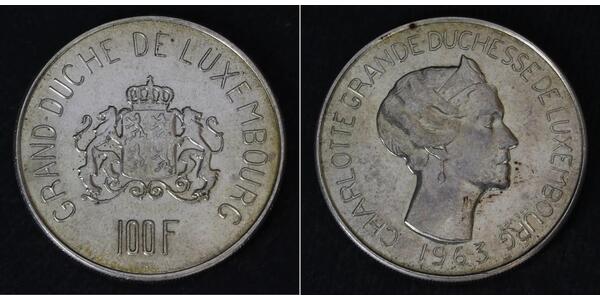 GRAND-DUCHE DE LUXEMBOURG
100 F
CHARLOTTE GRANDE DUCHESSE DE LUXEMBOURG
1963